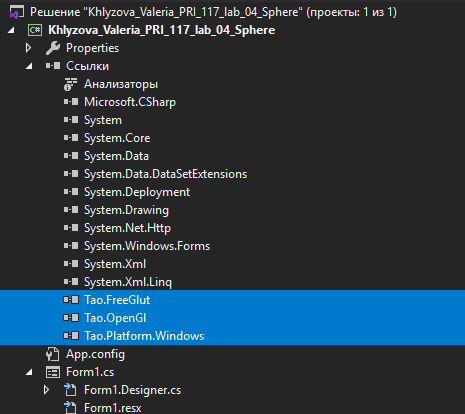 Решение "Khlyzova_Valeria_PRI_117_lab_04_Sphere" (проекты: 1 из 1)
C# Khlyzova_Valeria_PRI_117_lab_04_Sphere
Properties
Ссылки
Анализаторы
Microsoft.CSharp
System
System.Core
System.Data
System.Data.DataSetExtensions
System.Deployment
System.Drawing
System.Net.Http
System.Windows.Forms
System.Xml
System.Xml.Linq
Tao.FreeGlut
Tao.OpenGl
Tao.Platform.Windows
App.config
Form1.cs
Form1.Designer.cs
Form1.resx